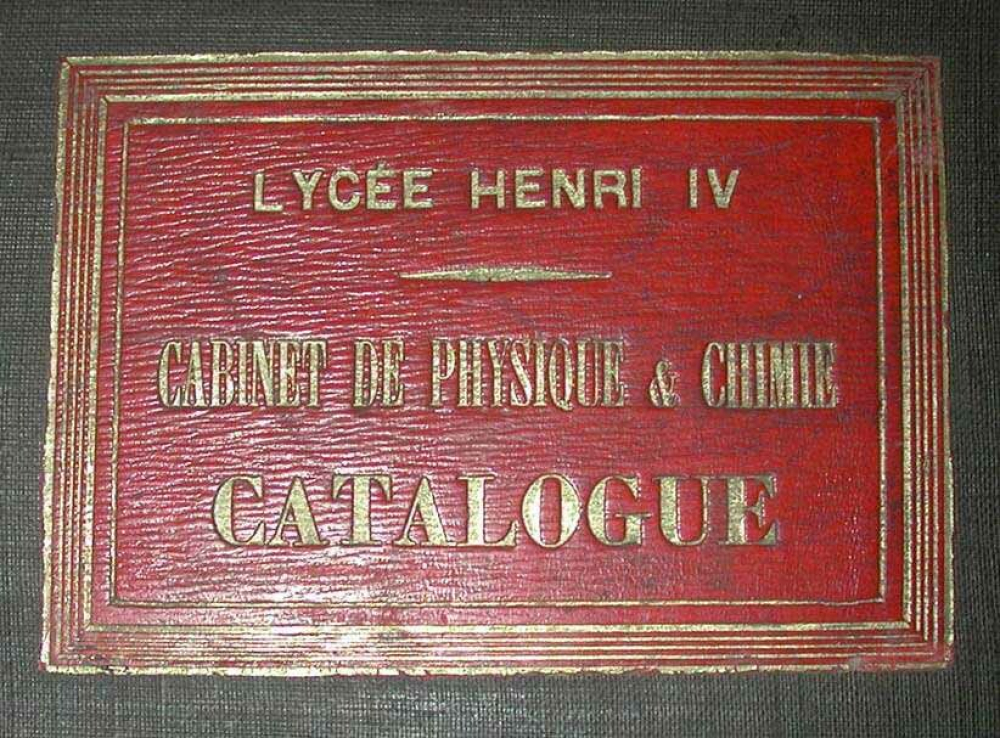 LYCÉE HENRI IV
CABINET DE PHYSIQUE & CHIMIE
CATALOGUE